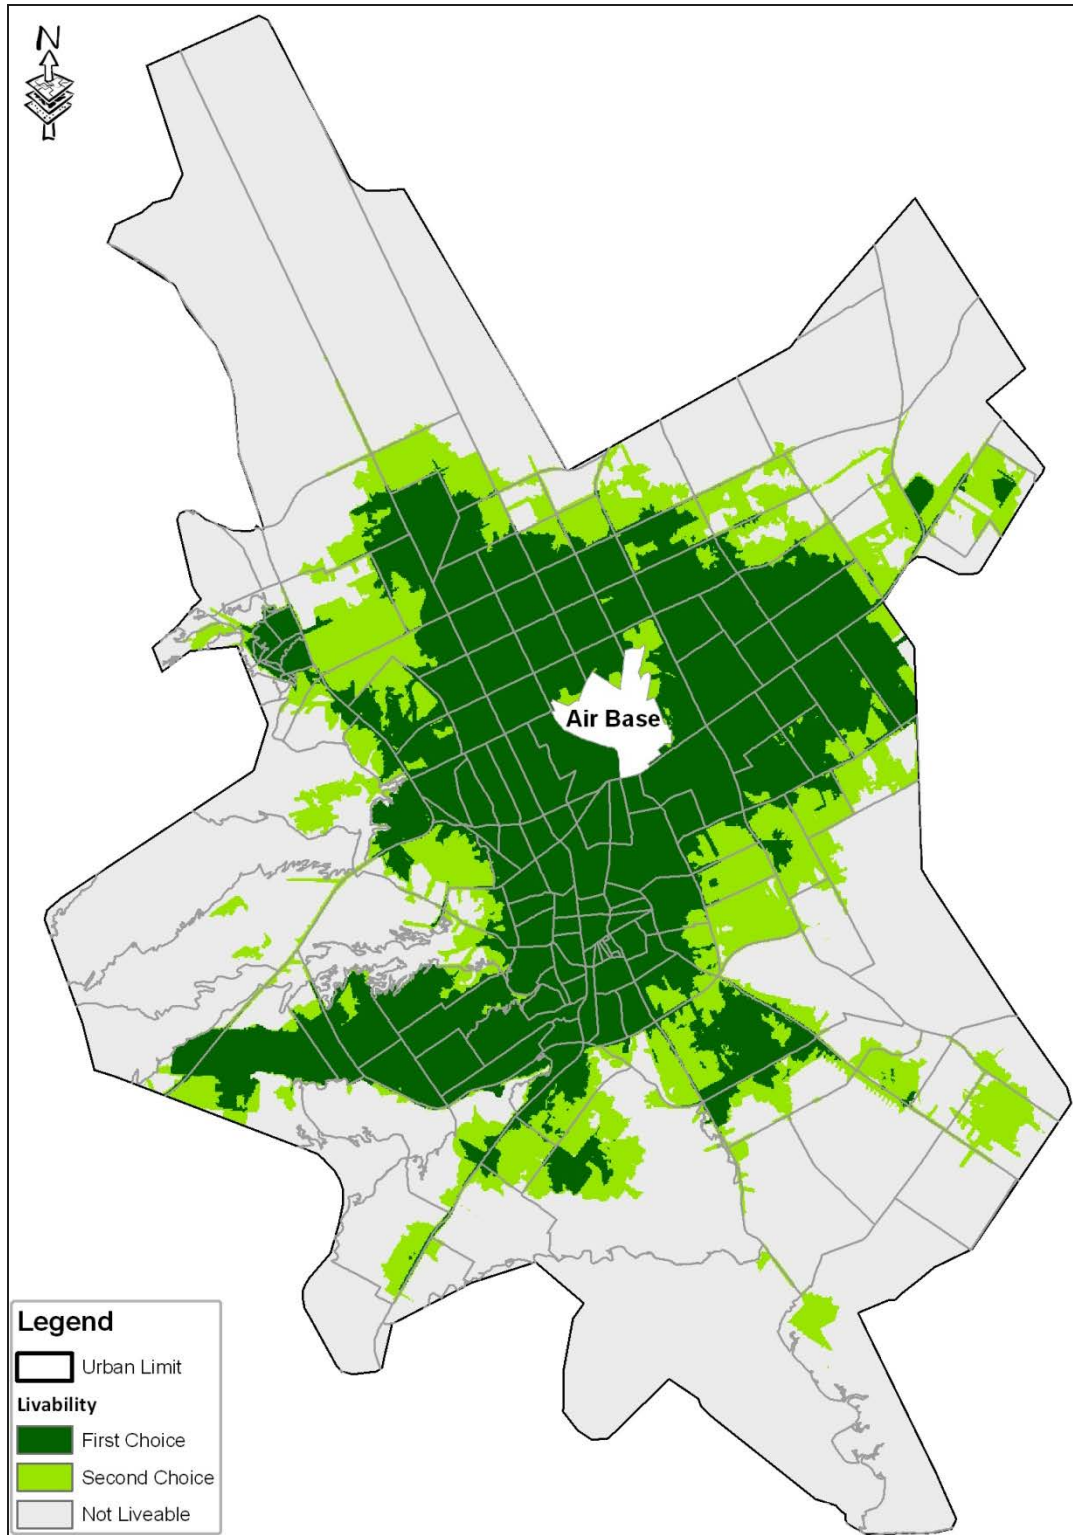 N
Air Base
Legend
Urban Limit
Livability
First Choice
Second Choice
Not Liveable